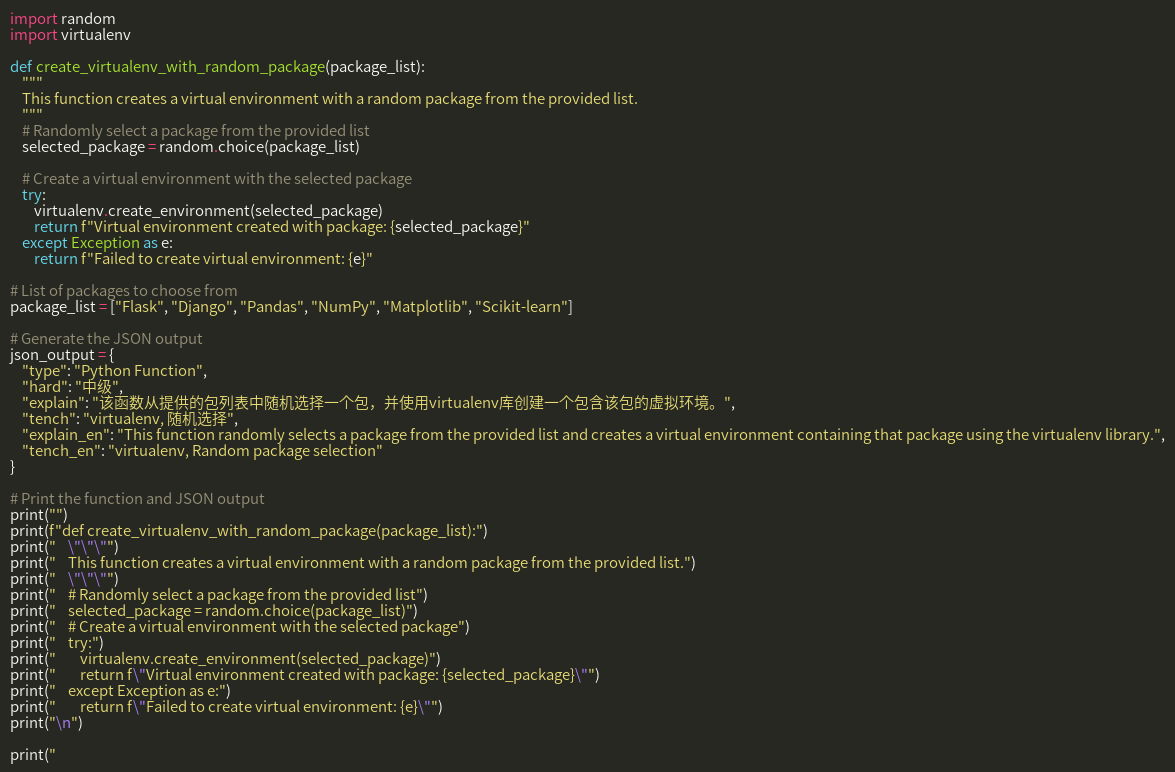 import random
import virtualenv

def create_virtualenv_with_random_package(package_list):
    """
    This function creates a virtual environment with a random package from the provided list.
    """
    # Randomly select a package from the provided list
    selected_package = random.choice(package_list)

    # Create a virtual environment with the selected package
    try:
        virtualenv.create_environment(selected_package)
        return f"Virtual environment created with package: {selected_package}"
    except Exception as e:
        return f"Failed to create virtual environment: {e}"

# List of packages to choose from
package_list = ["Flask", "Django", "Pandas", "NumPy", "Matplotlib", "Scikit-learn"]

# Generate the JSON output
json_output = {
    "type": "Python Function",
    "hard": "中级",
    "explain": "该函数从提供的包列表中随机选择一个包，并使用virtualenv库创建一个包含该包的虚拟环境。",
    "tench": "virtualenv, 随机选择",
    "explain_en": "This function randomly selects a package from the provided list and creates a virtual environment containing that package using the virtualenv library.",
    "tench_en": "virtualenv, Random package selection"
}

# Print the function and JSON output
print("")
print(f"def create_virtualenv_with_random_package(package_list):")
print("    \"\"\"")
print("    This function creates a virtual environment with a random package from the provided list.")
print("    \"\"\"")
print("    # Randomly select a package from the provided list")
print("    selected_package = random.choice(package_list)")
print("    # Create a virtual environment with the selected package")
print("    try:")
print("        virtualenv.create_environment(selected_package)")
print("        return f\"Virtual environment created with package: {selected_package}\"")
print("    except Exception as e:")
print("        return f\"Failed to create virtual environment: {e}\"")
print("\n")

print("